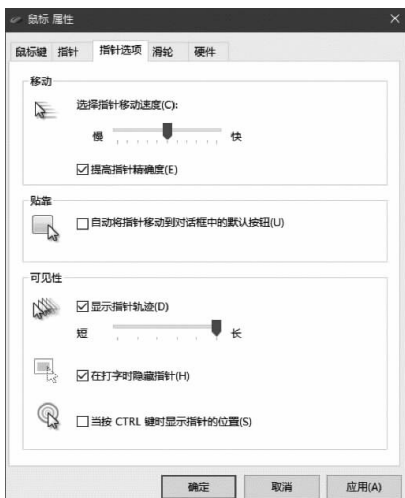 鼠标 属性
鼠标键 指针 指针选项 滑轮 硬件
移动
选择指针移动速度(C):
慢 快
提高指针精确度(E)
贴靠
自动将指针移动到对话框中的默认按钮(U)
可见性
显示指针轨迹(D)
短 长
在打字时隐藏指针(H)
当按 CTRL 键时显示指针的位置(S)
确定 取消 应用(A)